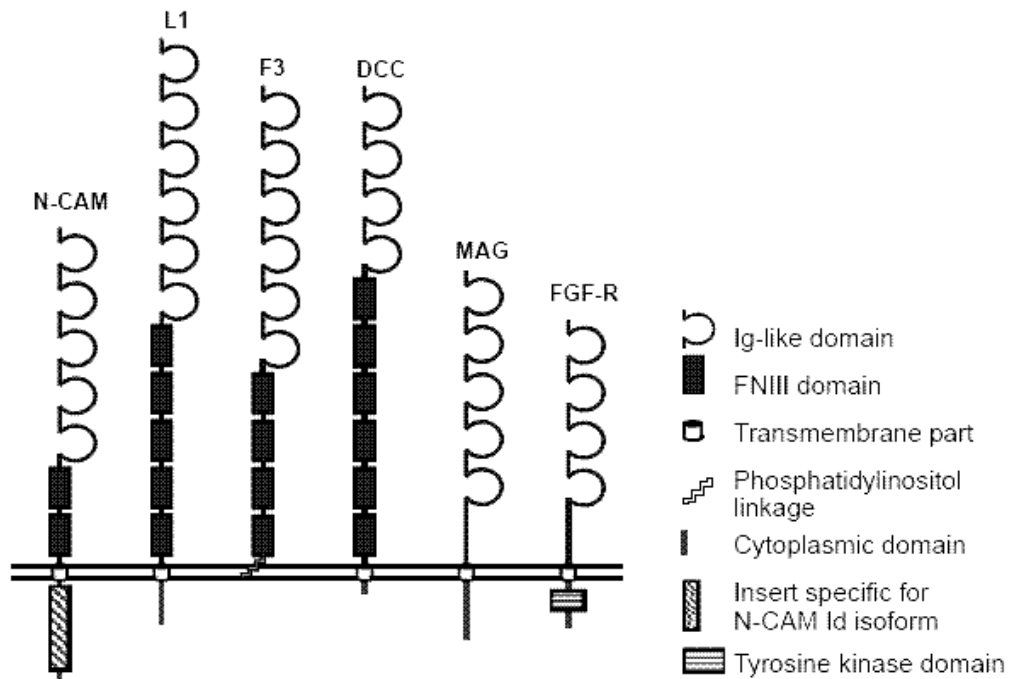 L1
F3
DCC
N-CAM
MAG
FGF-R
Ig-like domain
FNIII domain
Transmembrane part
Phosphatidylinositol
linkage
Cytoplasmic domain
Insert specific for
N-CAM ld isoform
Tyrosine kinase domain